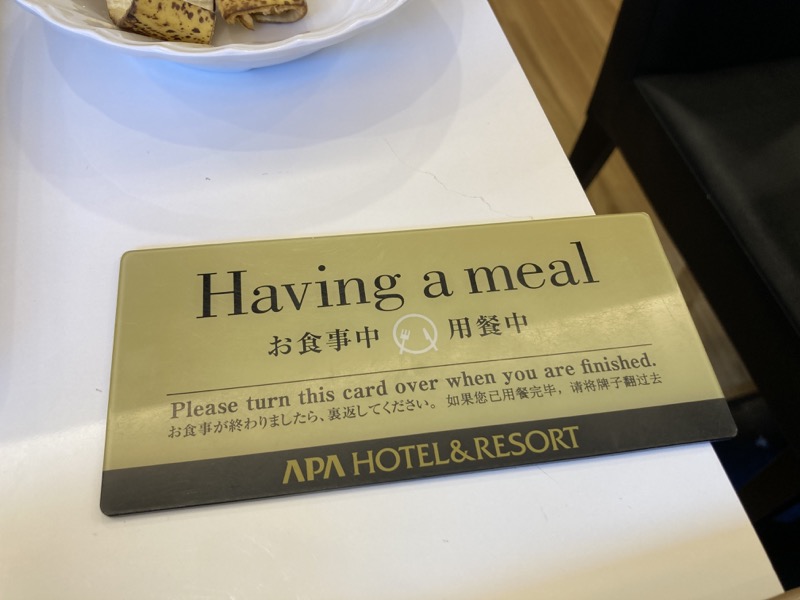 Having a meal
お食事中 用餐中
Please turn this card over when you are finished.
お食事が終わりましたら、裏返してください。 如果您已用餐完毕，请将牌子翻过去
APA HOTEL&RESORT